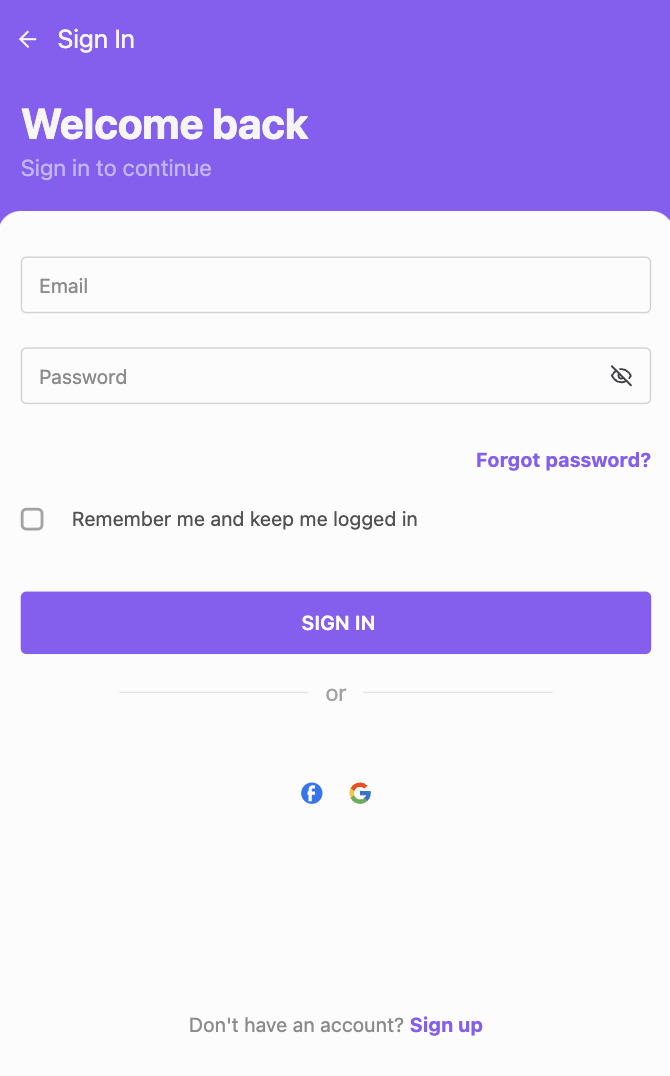 Sign In
Welcome back
Sign in to continue
Email
Password
Forgot password?
Remember me and keep me logged in
SIGN IN
or
Don't have an account? Sign up